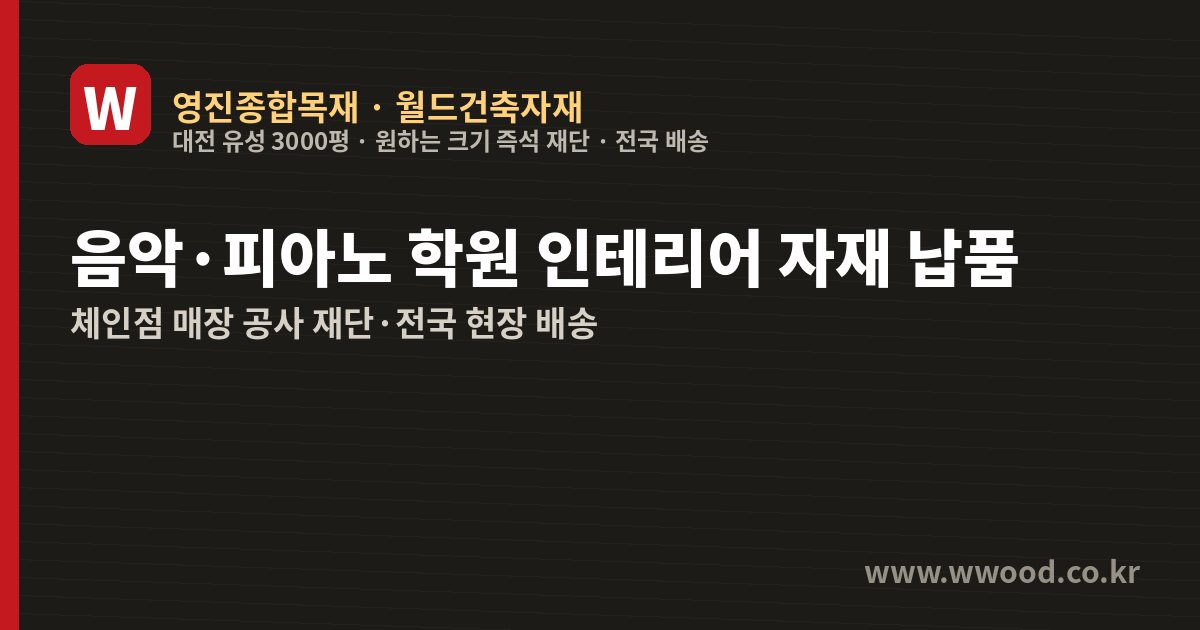 W
영진종합목재 · 월드건축자재
대전 유성 3000평 · 원하는 크기 즉석 재단 · 전국 배송
음악·피아노 학원 인테리어 자재 납품
체인점 매장 공사 재단·전국 현장 배송
www.wwood.co.kr